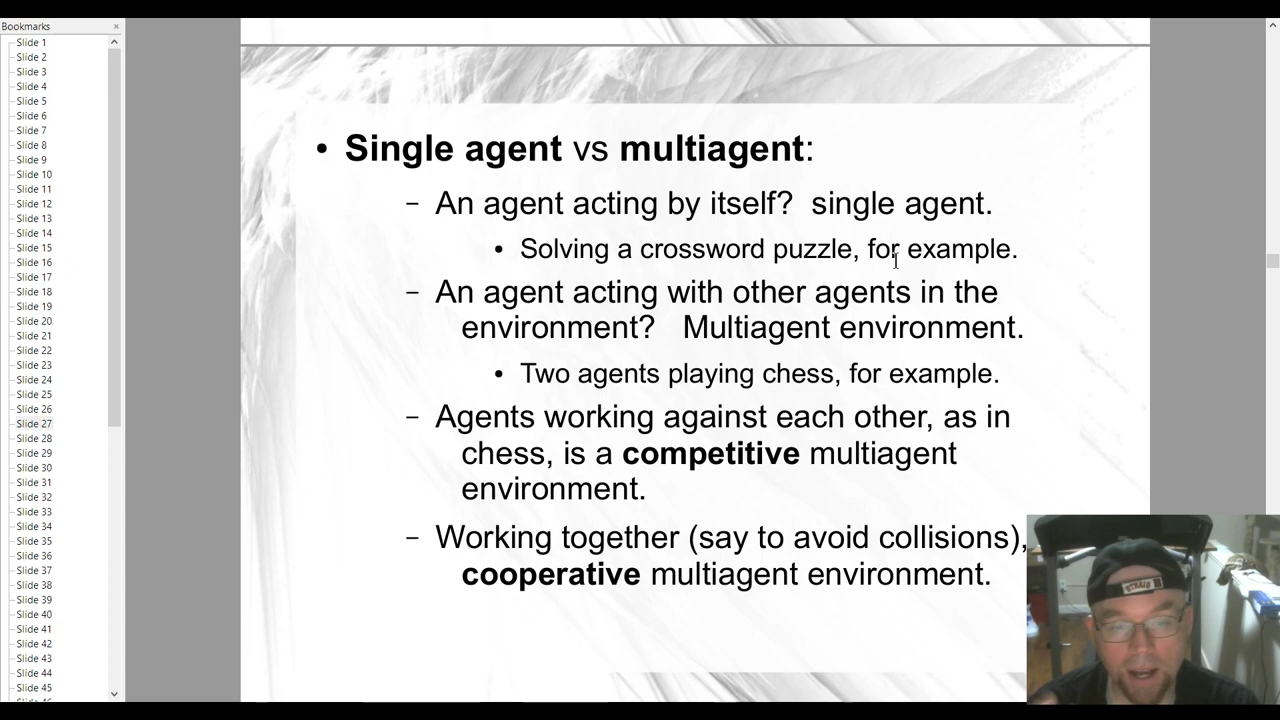 Bookmarks
Slide 1
Slide 2
Slide 3
Slide 4
Slide 5
Slide 6
Slide 7
Slide 8
Slide 9
Slide 10
Slide 11
Slide 12
Slide 13
Slide 14
Slide 15
Slide 16
Slide 17
Slide 18
Slide 19
Slide 20
Slide 21
Slide 22
Slide 23
Slide 24
Slide 25
Slide 26
Slide 27
Slide 28
Slide 29
Slide 30
Slide 31
Slide 32
Slide 33
Slide 34
Slide 35
Slide 36
Slide 37
Slide 38
Slide 39
Slide 40
Slide 41
Slide 42
Slide 43
Slide 44
Slide 45
• Single agent vs multiagent:
– An agent acting by itself? single agent.
• Solving a crossword puzzle, for example.
– An agent acting with other agents in the
environment? Multiagent environment.
• Two agents playing chess, for example.
– Agents working against each other, as in
chess, is a competitive multiagent
environment.
– Working together (say to avoid collisions),
cooperative multiagent environment.